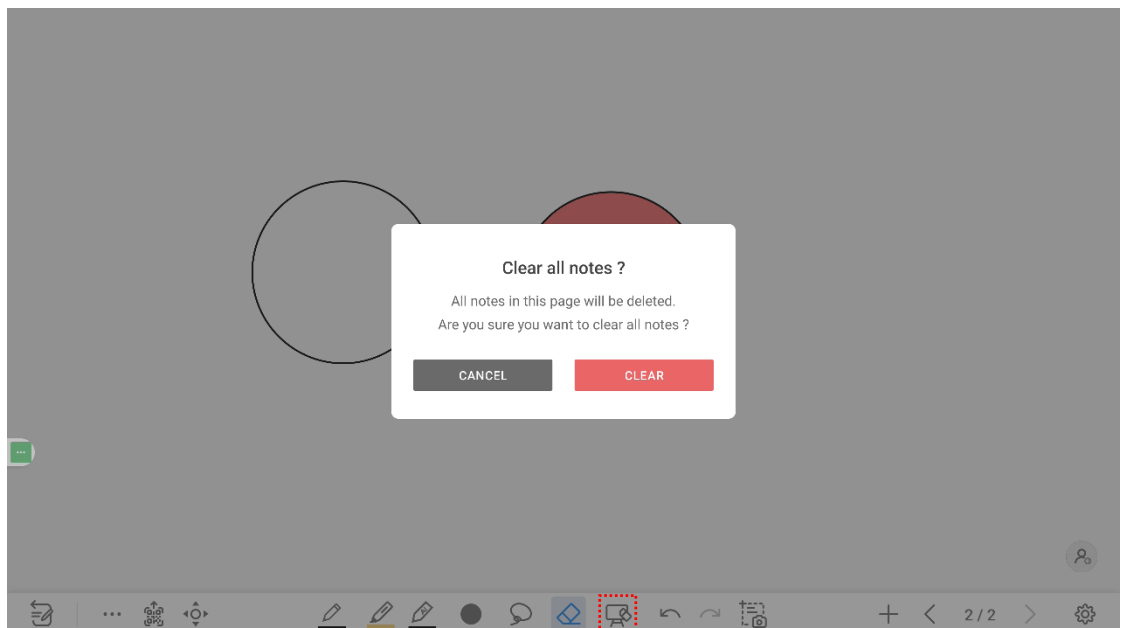 Clear all notes ?
All notes in this page will be deleted.
Are you sure you want to clear all notes ?
CANCEL
CLEAR
2 / 2